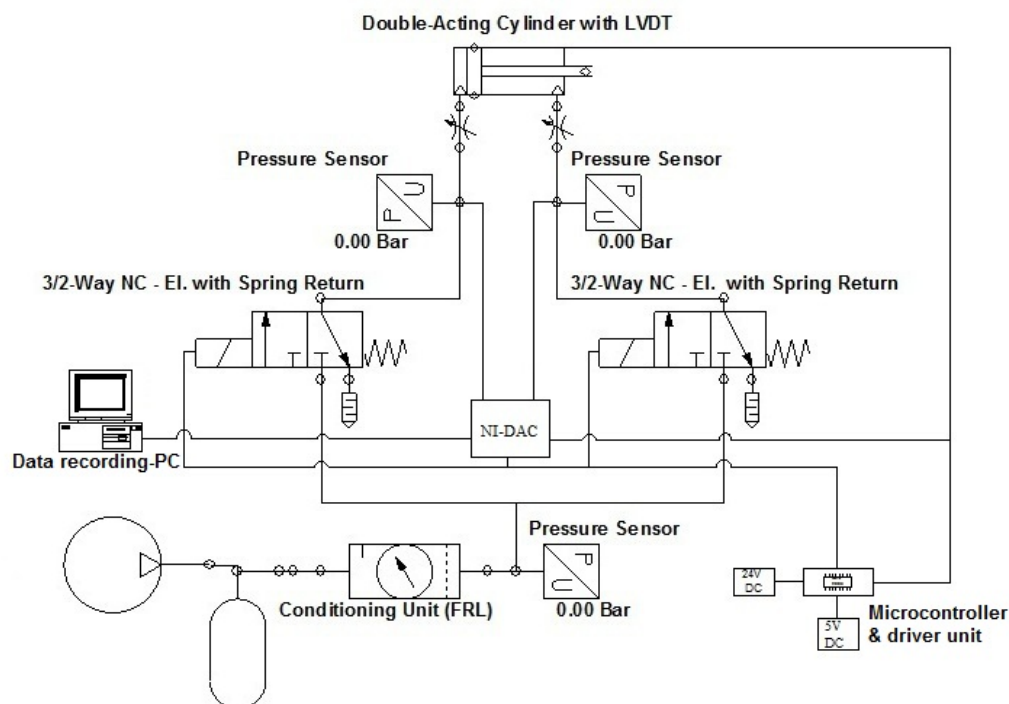 Double-Acting Cylinder with LVDT
Pressure Sensor
Pressure Sensor
P
U
P
U
0.00 Bar
0.00 Bar
3/2-Way NC - El. with Spring Return
3/2-Way NC - El. with Spring Return
NI-DAC
Data recording-PC
Pressure Sensor
P
U
Conditioning Unit (FRL)
0.00 Bar
24V
DC
Microcontroller
& driver unit
5V
DC